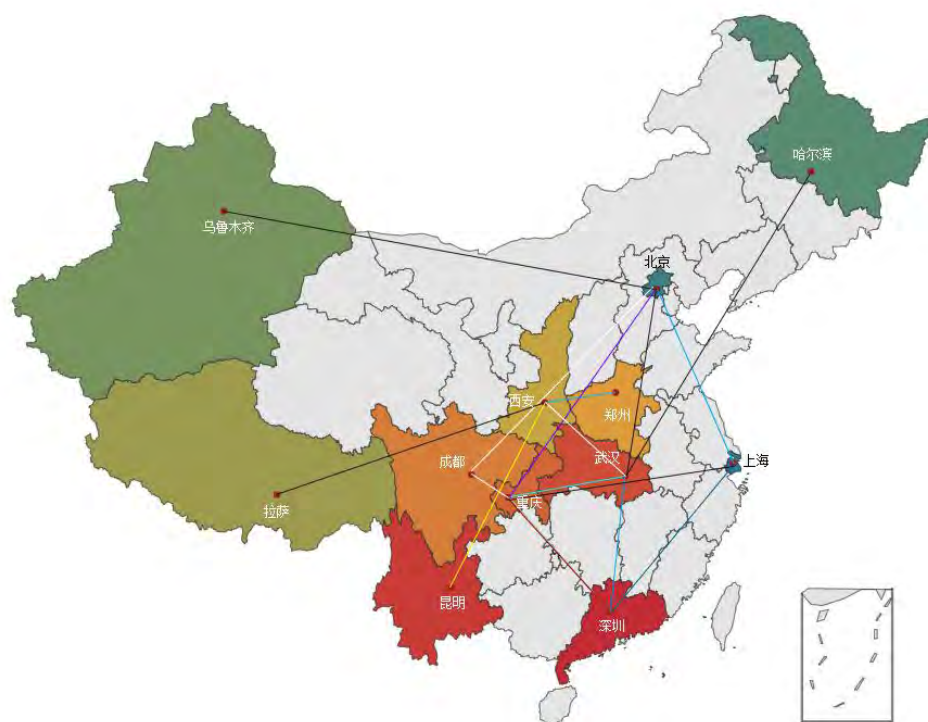 哈尔滨
乌鲁木齐
北京
西安
郑州
成都
武汉
上海
拉萨
重庆
昆明
深圳